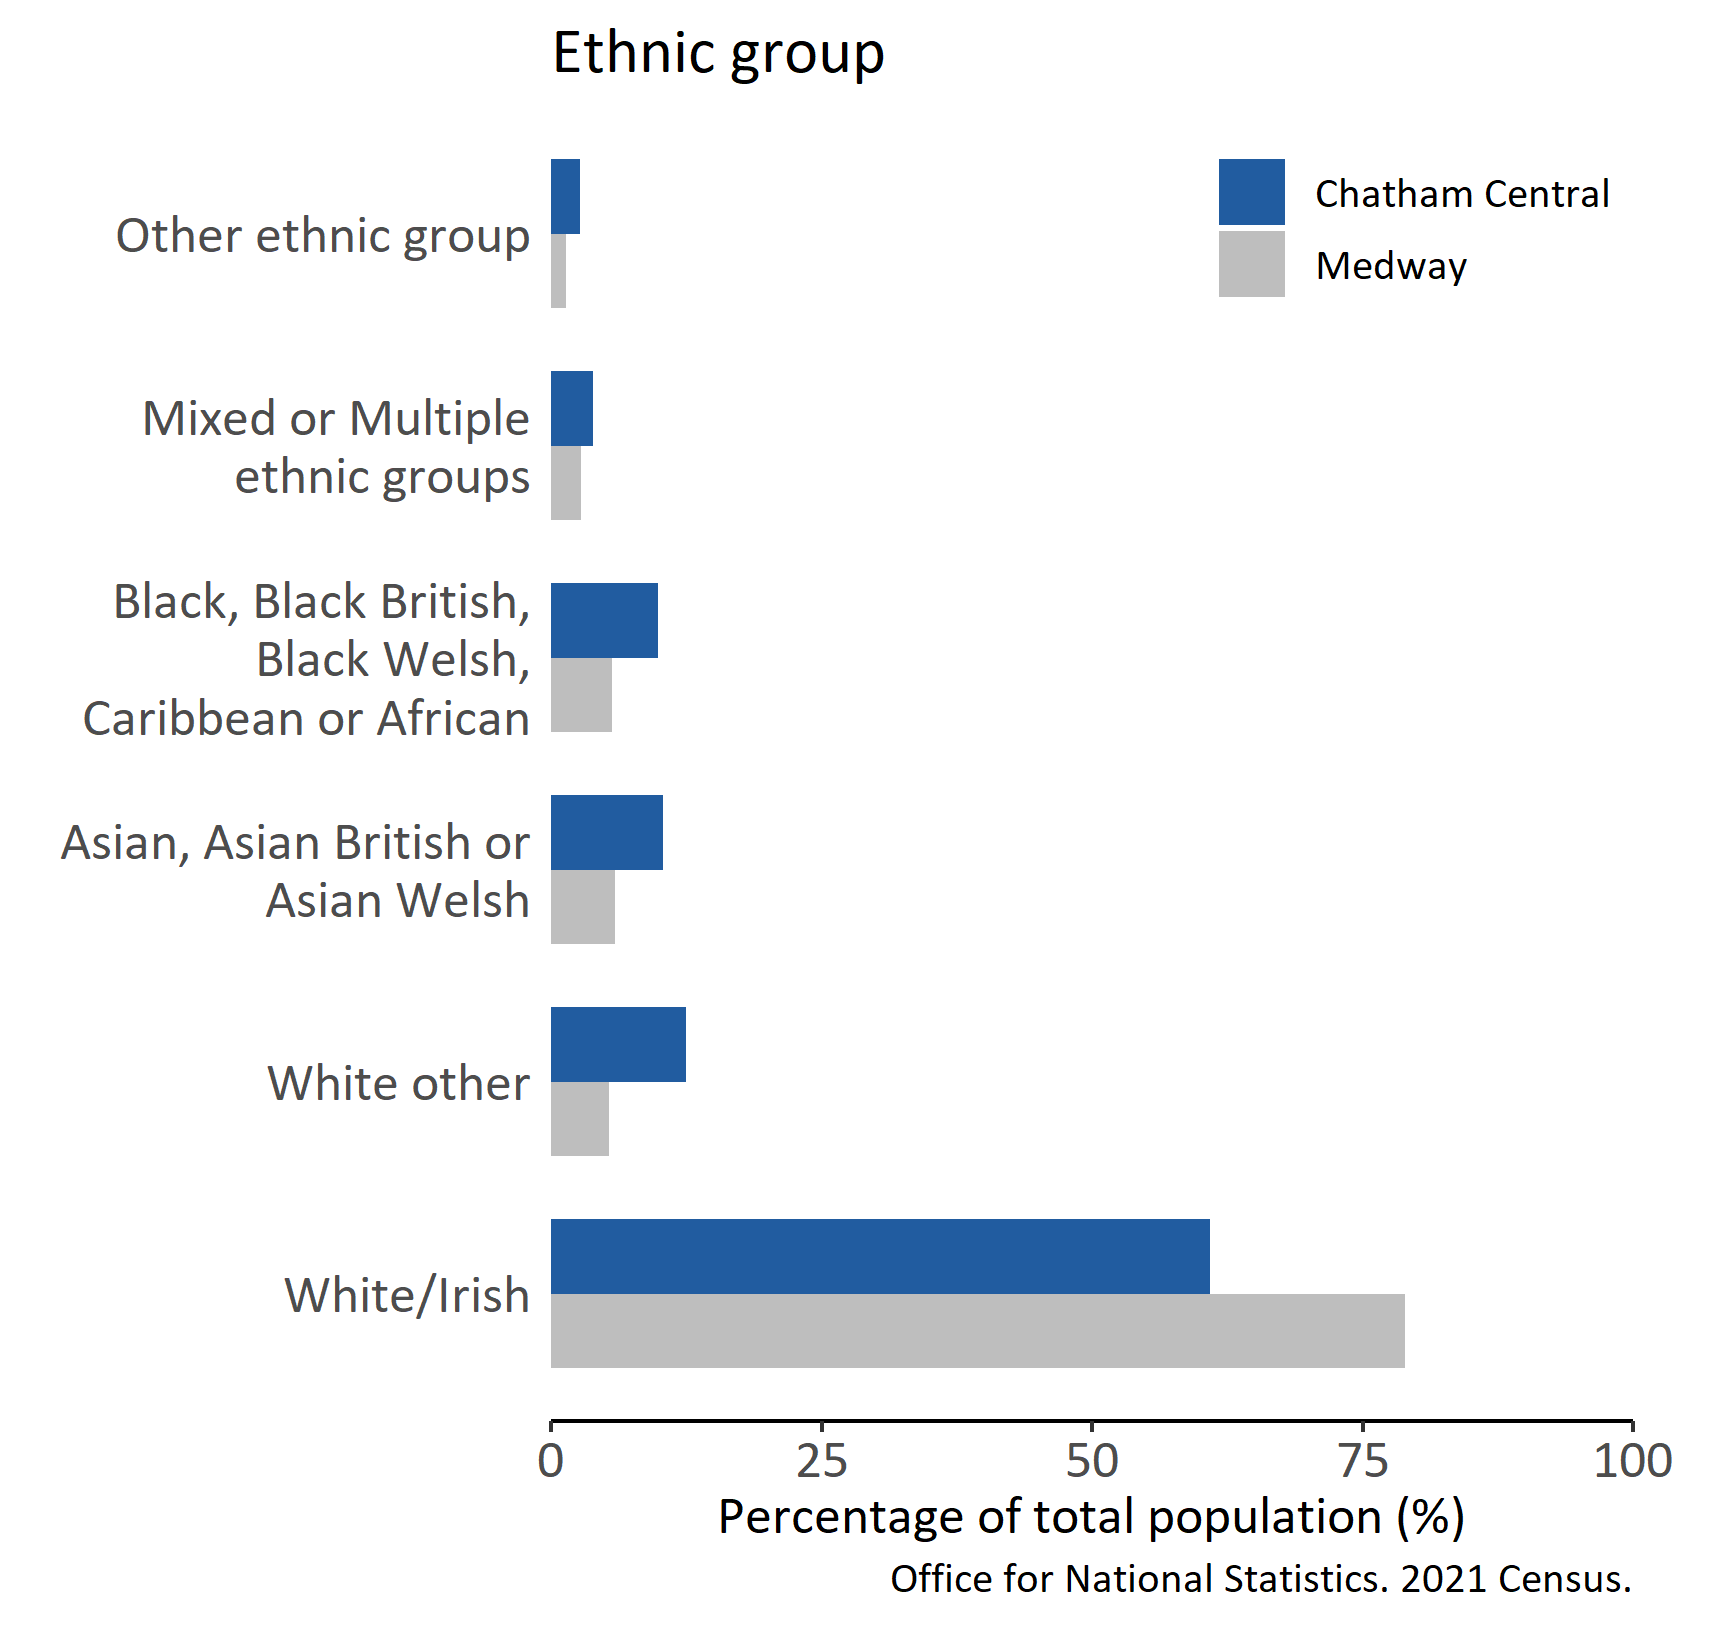 Ethnic group
Chatham Central
Medway
Other ethnic group
Mixed or Multiple
ethnic groups
Black, Black British,
Black Welsh,
Caribbean or African
Asian, Asian British or
Asian Welsh
White other
White/Irish
0 25 50 75 100
Percentage of total population (%)
Office for National Statistics. 2021 Census.